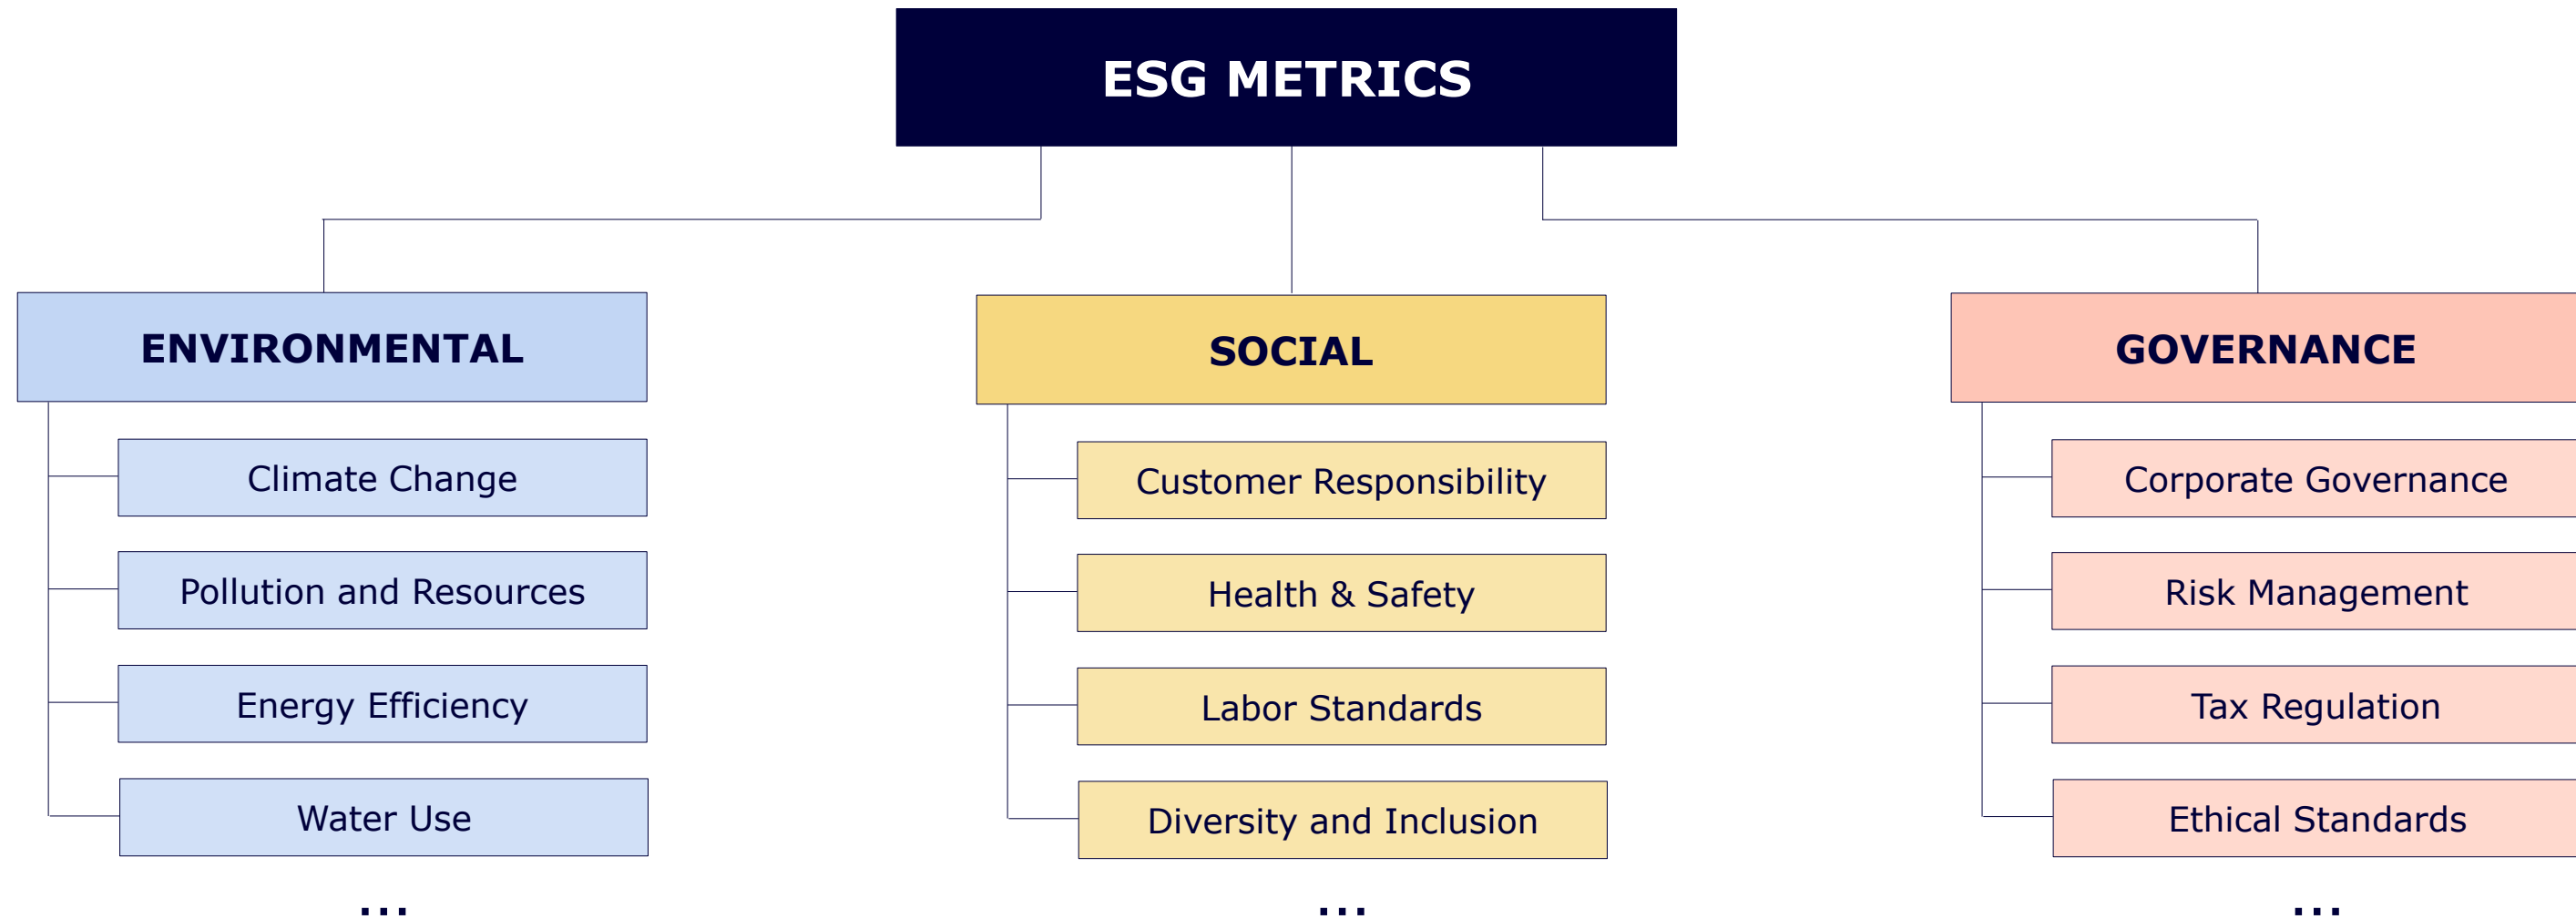 ESG METRICS
ENVIRONMENTAL
Climate Change
Pollution and Resources
Energy Efficiency
Water Use
...
SOCIAL
Customer Responsibility
Health & Safety
Labor Standards
Diversity and Inclusion
...
GOVERNANCE
Corporate Governance
Risk Management
Tax Regulation
Ethical Standards
...